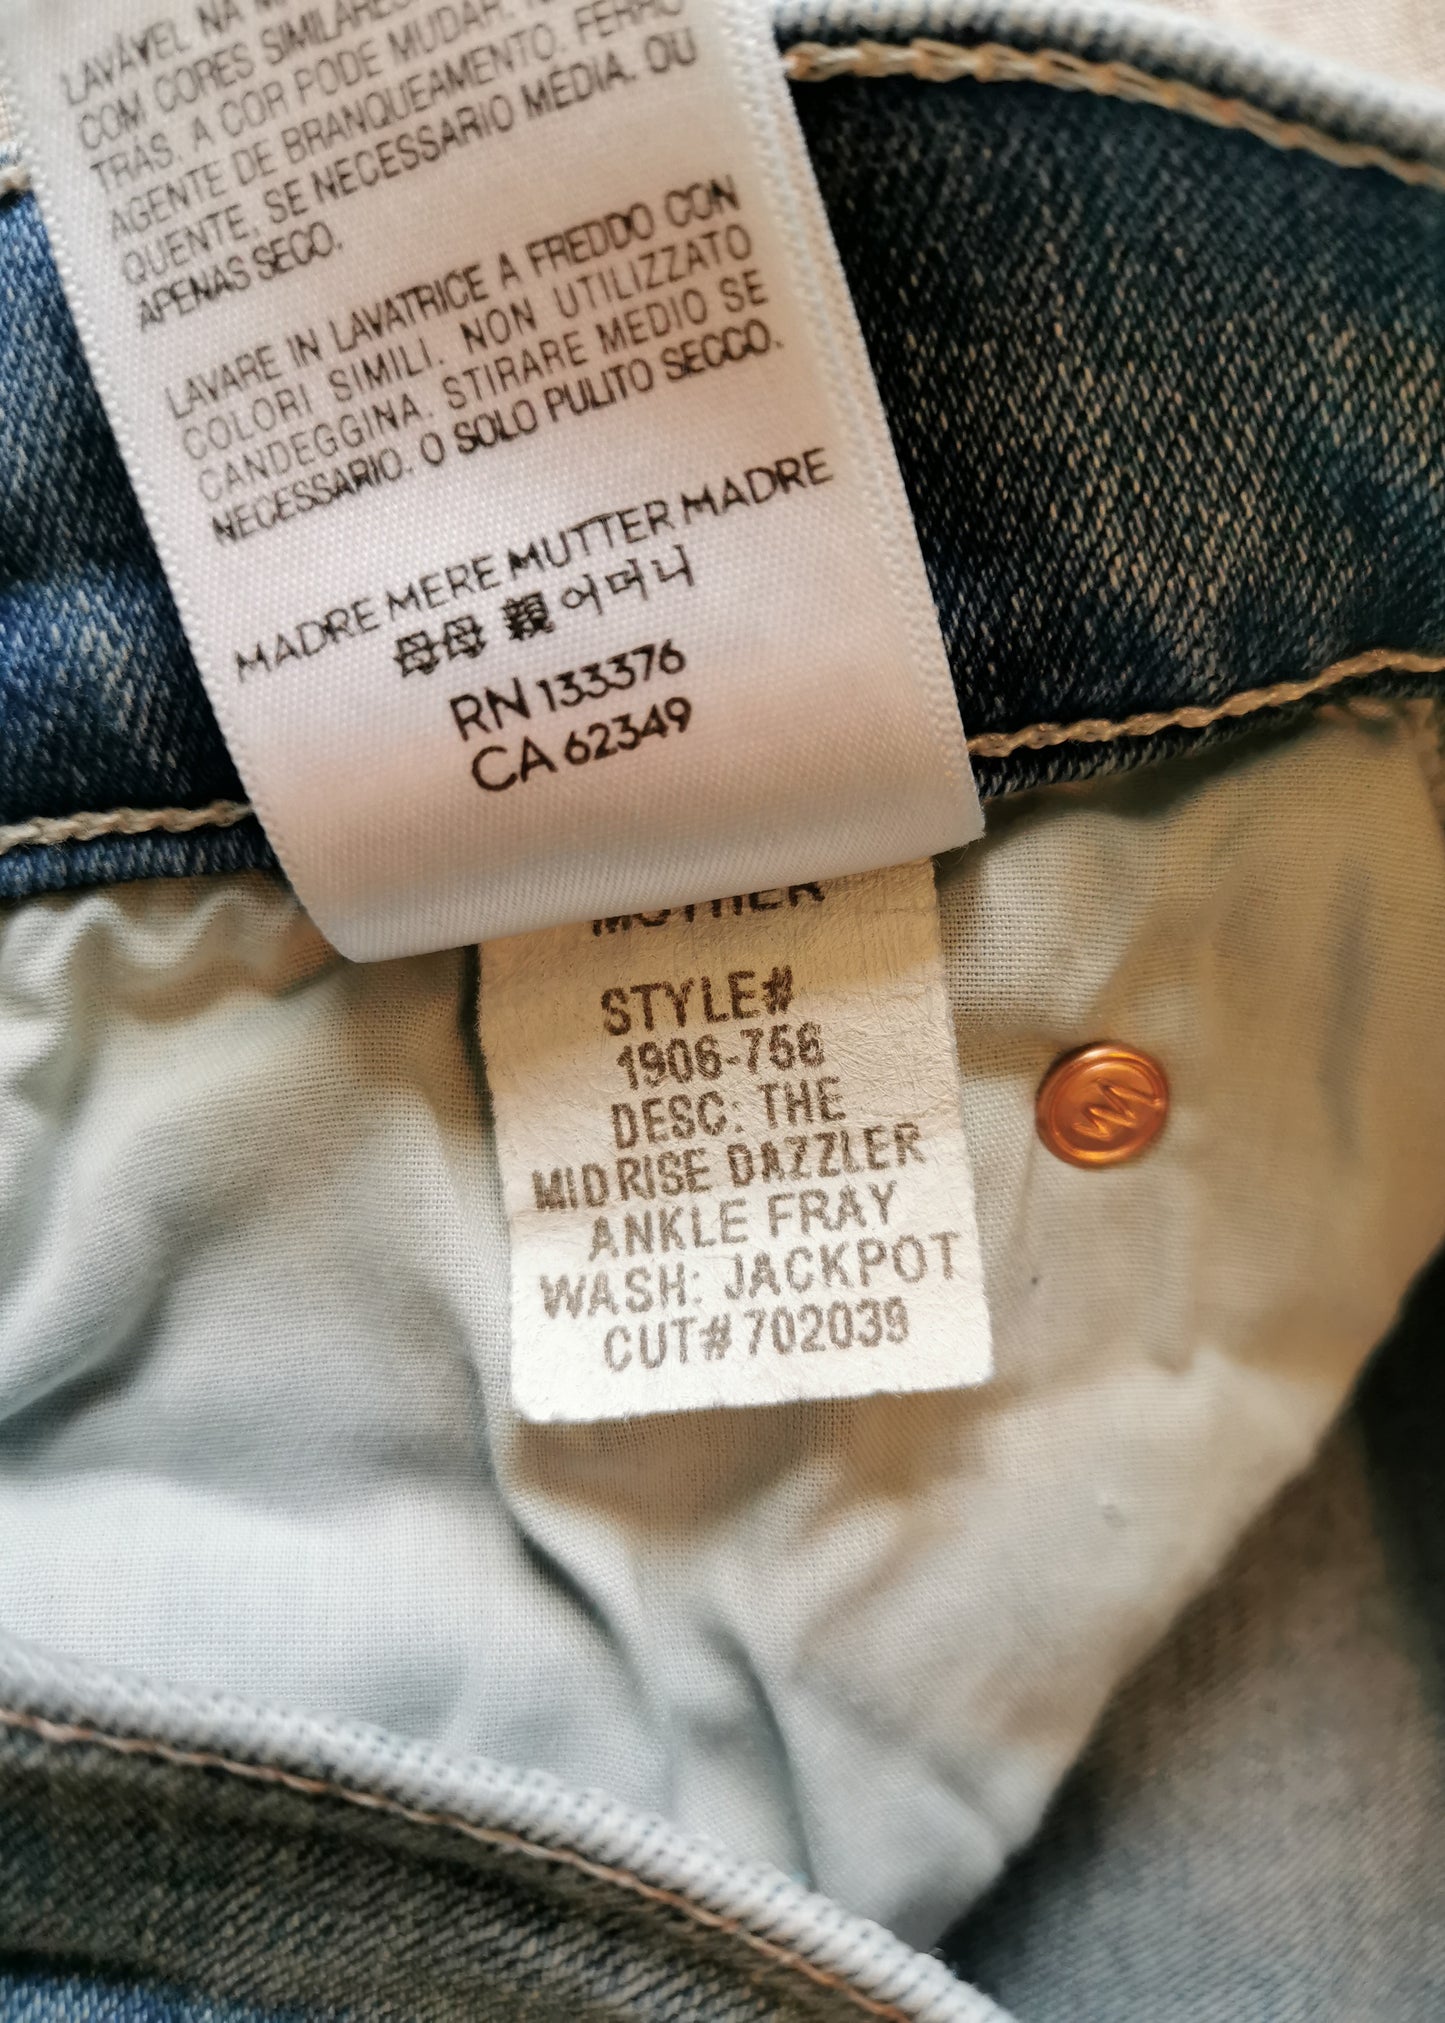 LAVÁVEL NA
COM CORES SIMILARES
TRÁS. A COR PODE MUDAR.
AGENTE DE BRANQUEAMENTO. FERRO
QUENTE, SE NECESSARIO MÉDIA. OU
APENAS SECO.
LAVARE IN LAVATRICE A FREDDO CON
COLORI SIMILI. NON UTILIZZATO
CANDEGGINA. STIRARE MEDIO SE
NECESSARIO. O SOLO PULITO SECCO.
MADRE MERE MUTTER MADRE
母母 親 어머니
RN 133376
CA 62349
MOTHER
STYLE#
1906-756
DESC: THE
MIDRISE DAZZLER
ANKLE FRAY
WASH: JACKPOT
CUT# 702039